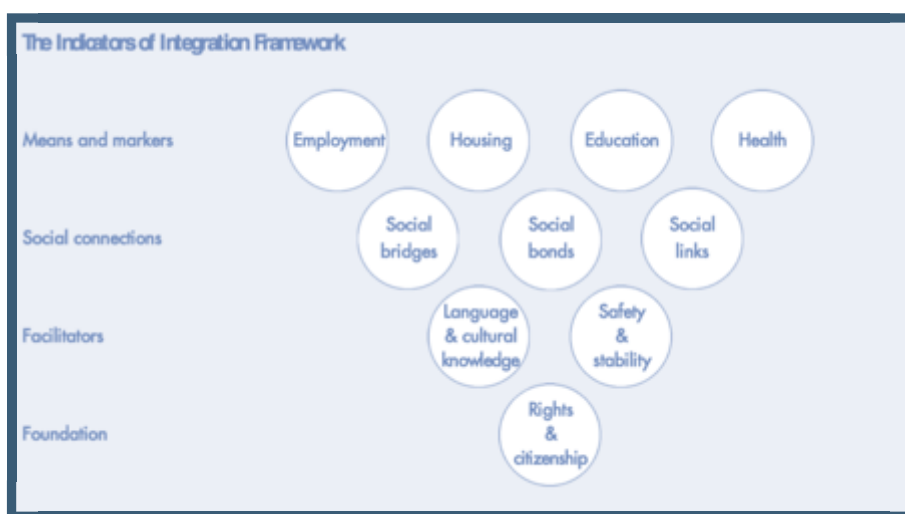 The Indicators of Integration Framework
Means and markers
Employment
Housing
Education
Health
Social connections
Social
bridges
Social
bonds
Social
links
Facilitators
Language
& cultural
knowledge
Safety
&
stability
Foundation
Rights
&
citizenship